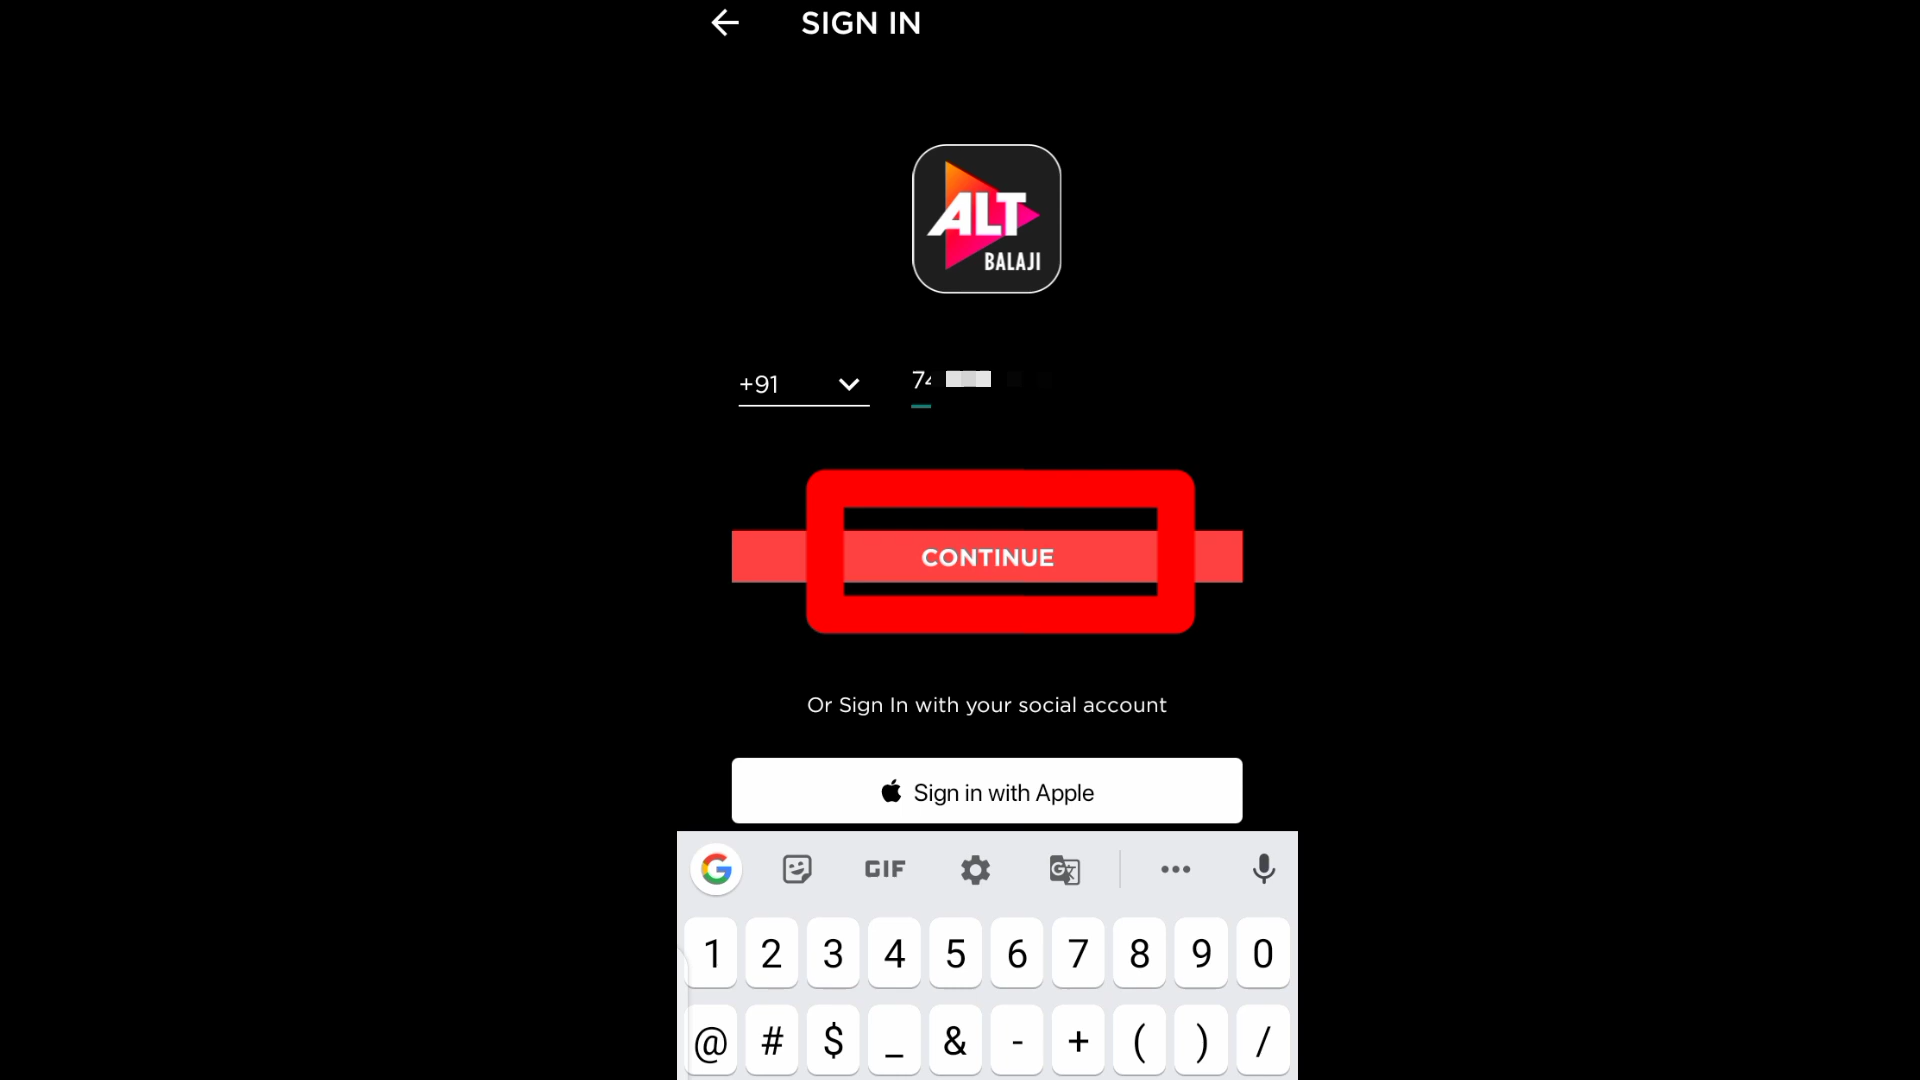 SIGN IN
ALT
BALAJI
+91
74
CONTINUE
Or Sign In with your social account
Sign in with Apple
G GIF G
1 2 3 4 5 6 7 8 9 0
@ # $ _ & - + ( ) /